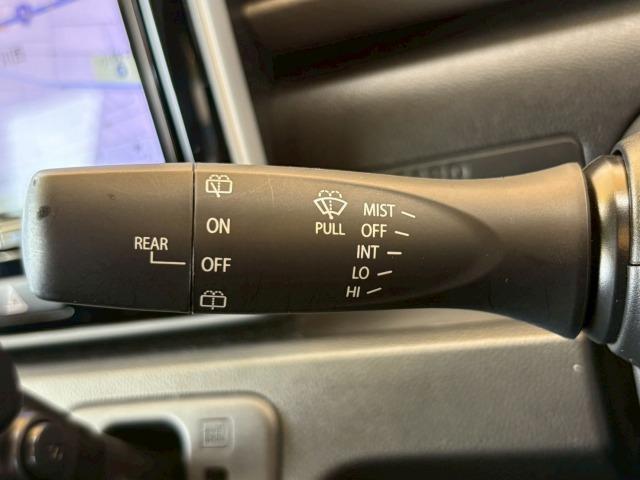 MIST
ON
OFF
PULL
REAR
INT
OFF
LO
HI